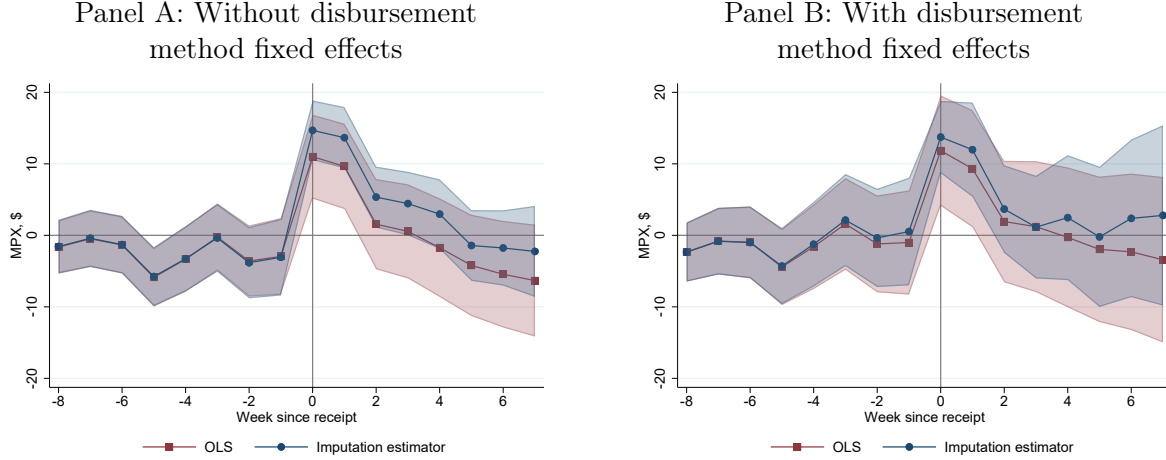 Panel A: Without disbursement
method fixed effects
20
10
0
-10
-20
MPX, $
-8 -6 -4 -2 0 2 4 6
Week since receipt
OLS Imputation estimator
Panel B: With disbursement
method fixed effects
20
10
0
-10
-20
MPX, $
-8 -6 -4 -2 0 2 4 6
Week since receipt
OLS Imputation estimator